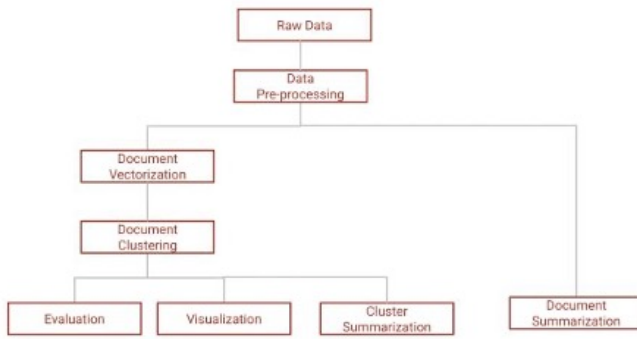 Raw Data
Data
Pre-processing
Document
Vectorization
Document
Clustering
Evaluation
Visualization
Cluster
Summarization
Document
Summarization